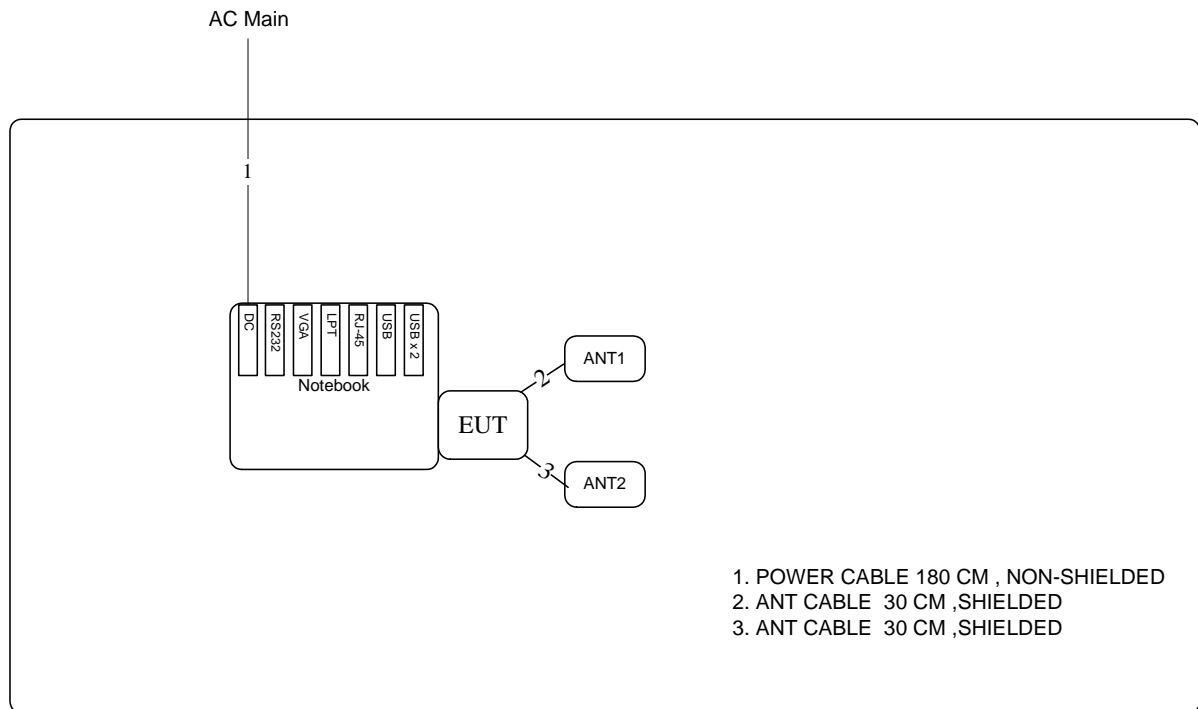 AC Main
1
DC
RS232
VGA
LPT
RJ-45
USB
USB x 2
Notebook
EUT
2
ANT1
3
ANT2
1. POWER CABLE 180 CM , NON-SHIELDED
2. ANT CABLE  30 CM ,SHIELDED
3. ANT CABLE  30 CM ,SHIELDED